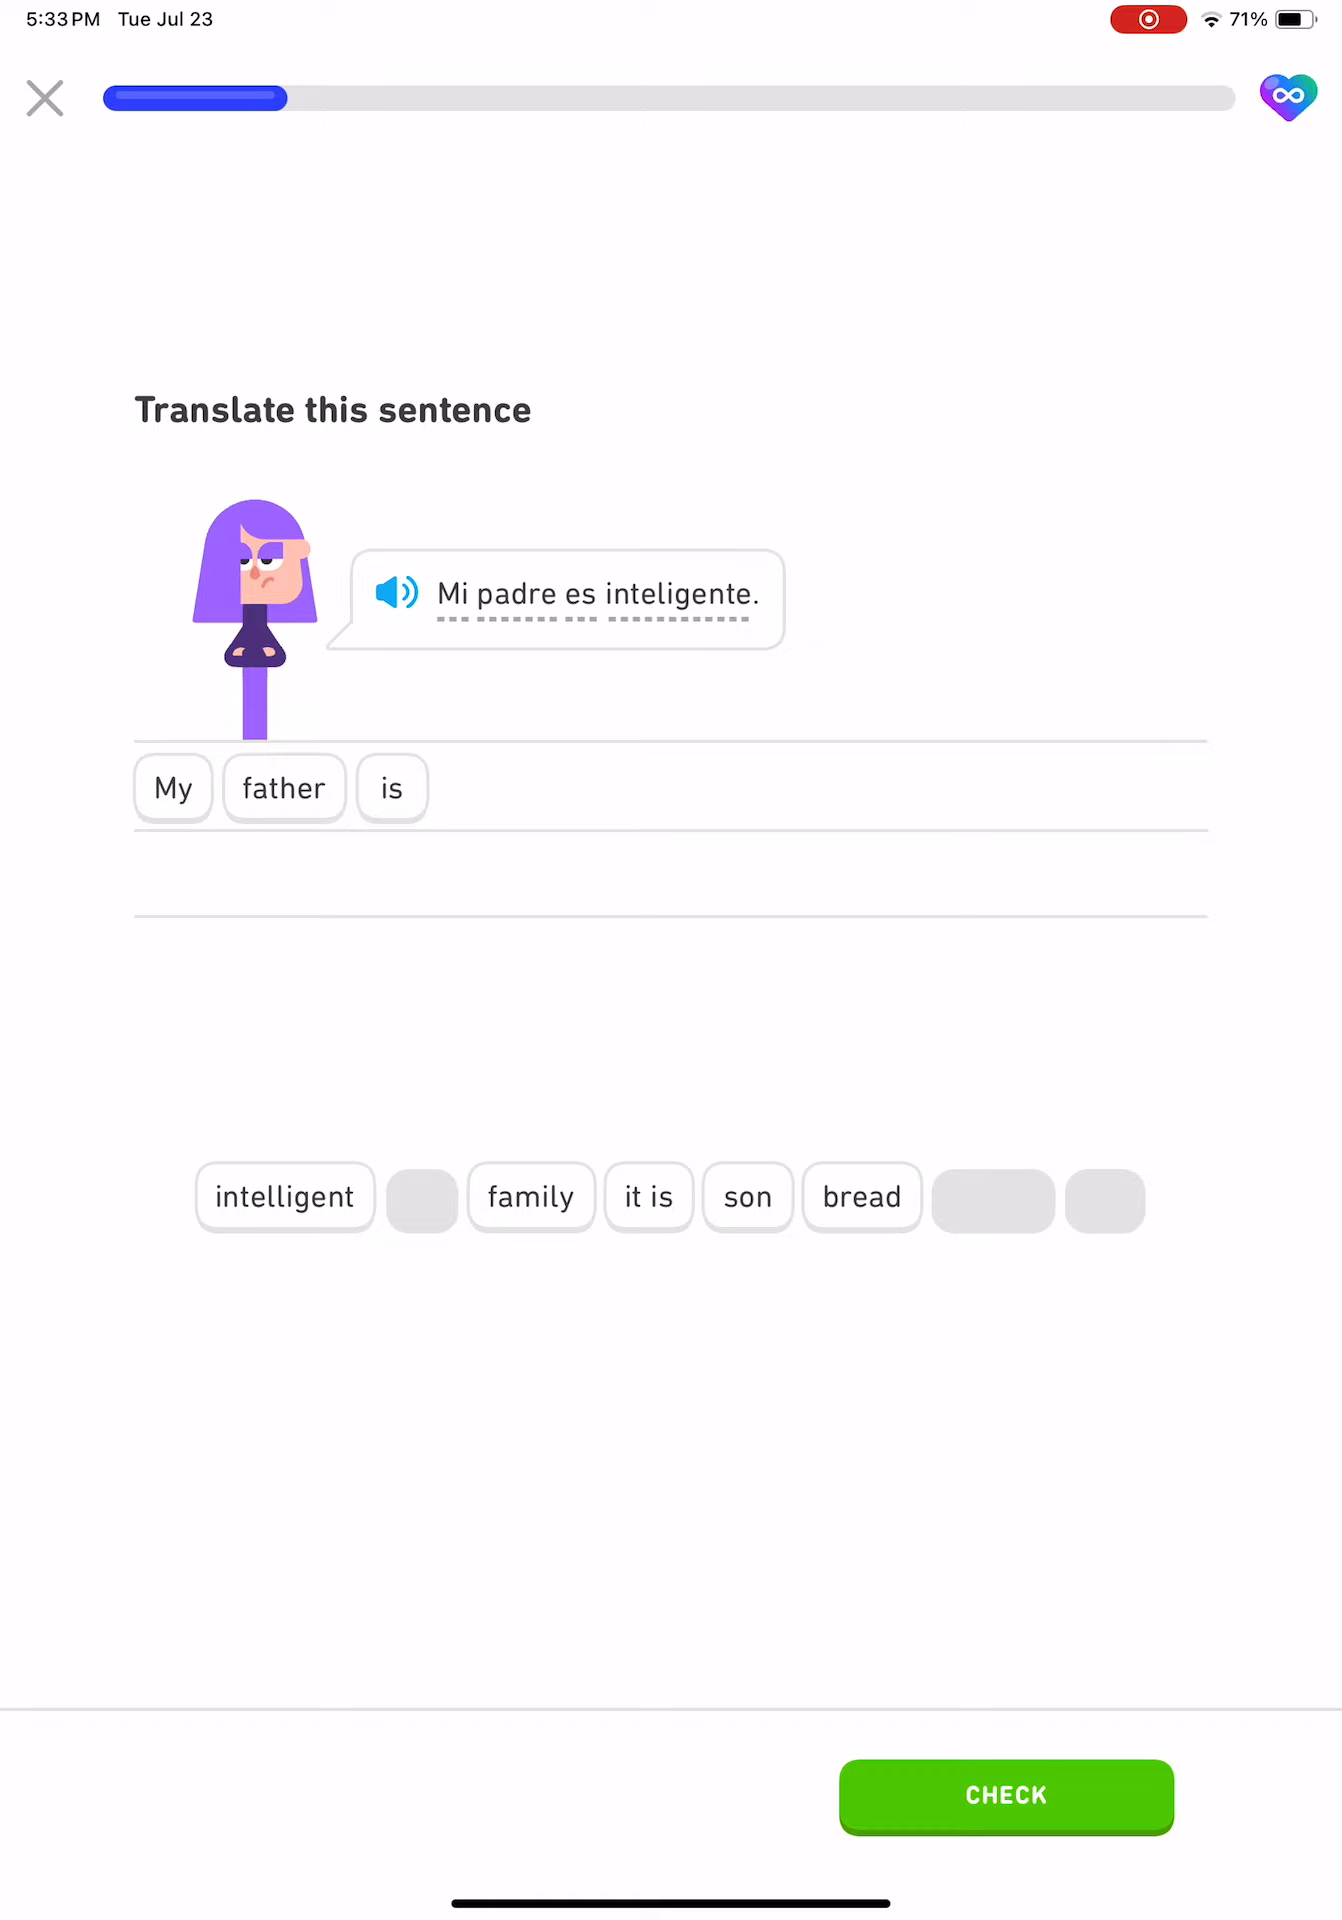 5:33 PM Tue Jul 23 71%
Translate this sentence
Mi padre es inteligente.
My father is
intelligent family it is son bread
CHECK